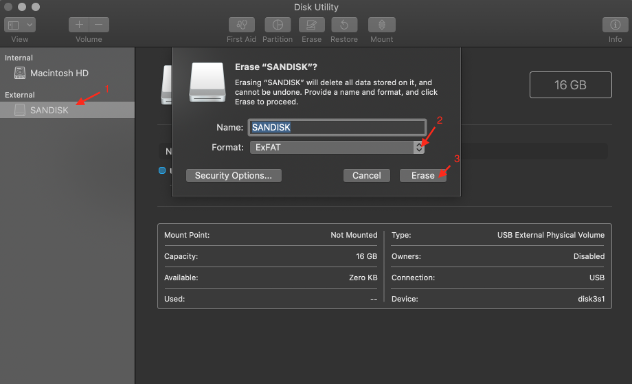 Disk Utility
View
Volume
First Aid
Partition
Erase
Restore
Mount
Info
Internal
Macintosh HD
External
SANDISK
1
Erase “SANDISK”?
Erasing “SANDISK” will delete all data stored on it, and
cannot be undone. Provide a name and format, and click
Erase to proceed.
Name: SANDISK
Format: ExFAT
2
Security Options...
Cancel
Erase
3
16 GB
Mount Point: Not Mounted
Capacity: 16 GB
Available: Zero KB
Used: --
Type: USB External Physical Volume
Owners: Disabled
Connection: USB
Device: disk3s1